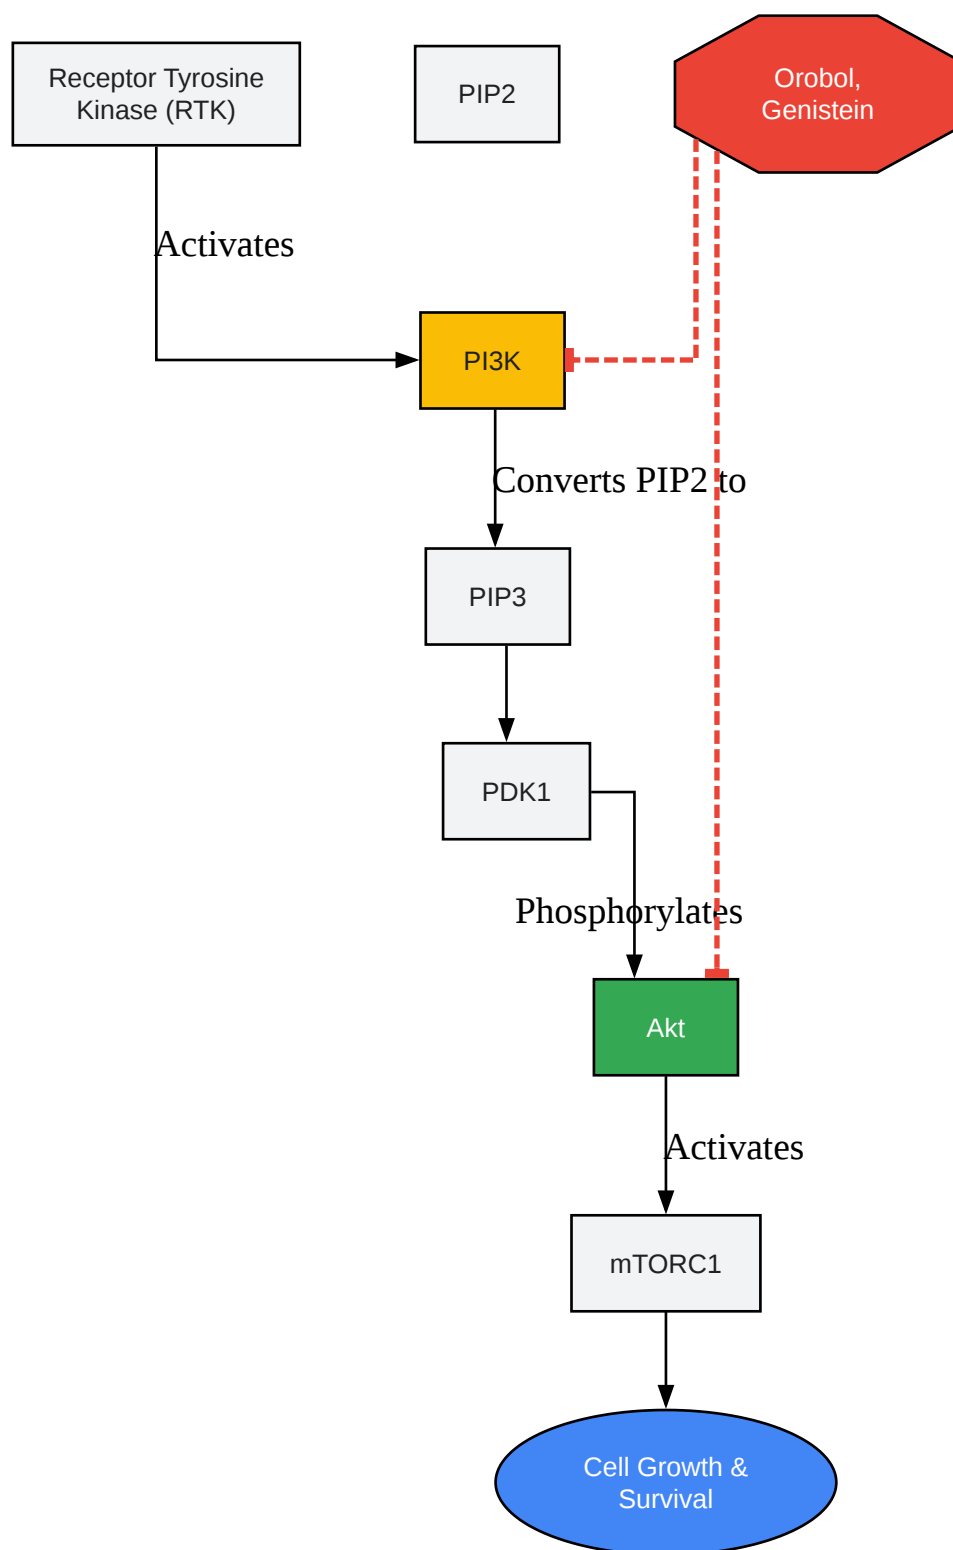 Receptor Tyrosine
Kinase (RTK)
PIP2
Orobol,
Genistein
Activates
PI3K
Converts PIP2 to
PIP3
PDK1
Phosphorylates
Akt
Activates
mTORC1
Cell Growth &
Survival